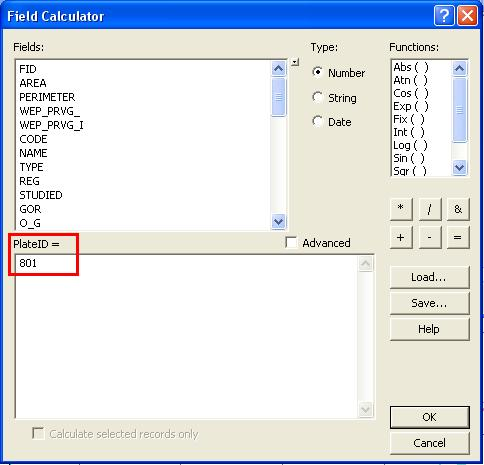 Field Calculator
Fields:
FID
AREA
PERIMETER
WEP_PRVG_
WEP_PRVG_I
CODE
NAME
TYPE
REG
STUDIED
GOR
O_G
Type:
Number
String
Date
Functions:
Abs ( )
Atn ( )
Cos ( )
Exp ( )
Fix ( )
Int ( )
Log ( )
Sin ( )
Sqr ( )
* / &
+ - =
PlateID =
Advanced
801
Load...
Save...
Help
Calculate selected records only
OK
Cancel